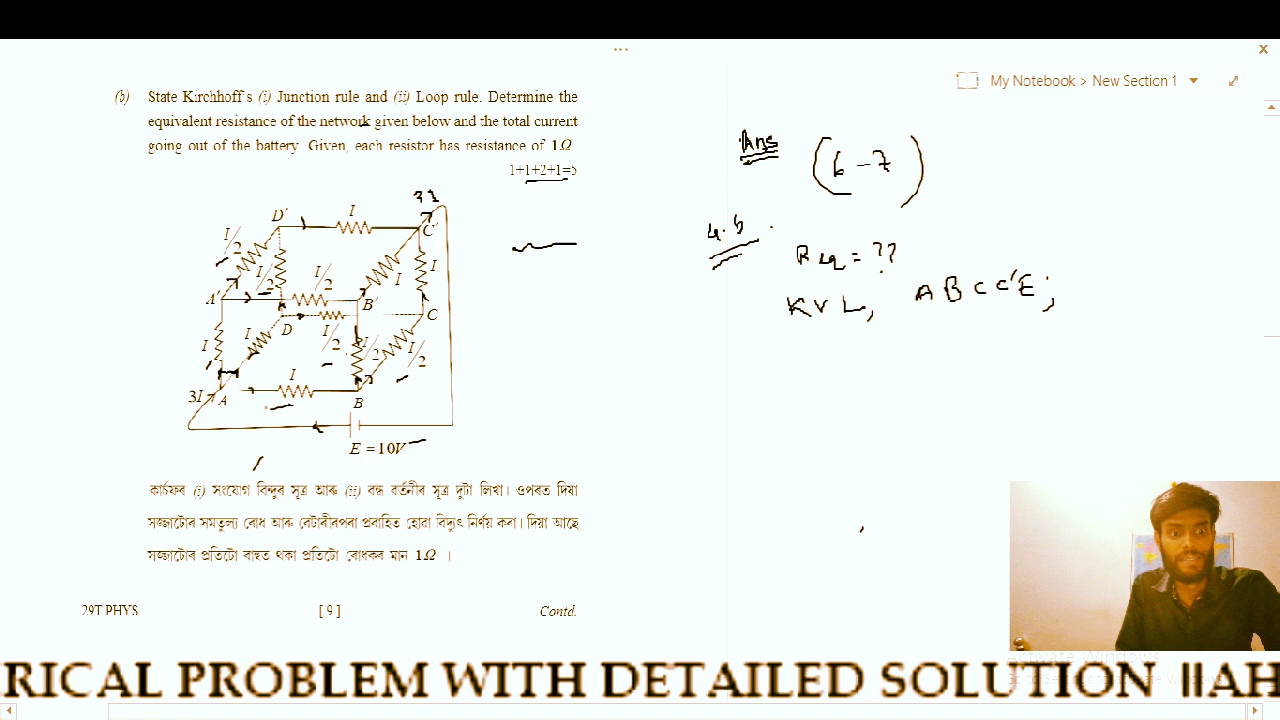 My Notebook > New Section 1
(b) State Kirchhoff's (i) Junction rule and (ii) Loop rule. Determine the
equivalent resistance of the network given below and the total current
going out of the battery. Given, each resistor has resistance of 1Ω
1+1+2+1=5
Ans (6-7)
4.b.
Req = ??
KVL, ABCC'E;
3I
D' I C'
I/2 I/2 I/2 I I
A' B'
D I/2 I/2 C
I I I/2
I
3I A B
E = 10V
কাৰ্চফৰ (i) সংযোগ বিন্দুৰ সূত্ৰ আৰু (ii) বন্ধ বৰ্তনীৰ সূত্ৰ দুটা লিখা। ওপৰত দিয়া
সজ্জাটোৰ সমতুল্য ৰোধ আৰু বেটাৰীৰপৰা প্ৰবাহিত হোৱা বিদ্যুৎ নিৰ্ণয় কৰা। দিয়া আছে
সজ্জাটোৰ প্ৰতিটো বাহুত থকা প্ৰতিটো ৰোধকৰ মান 1Ω ।
29T PHYS [ 9 ] Contd.
Activate Windows
RICAL PROBLEM WITH DETAILED SOLUTION IIAH